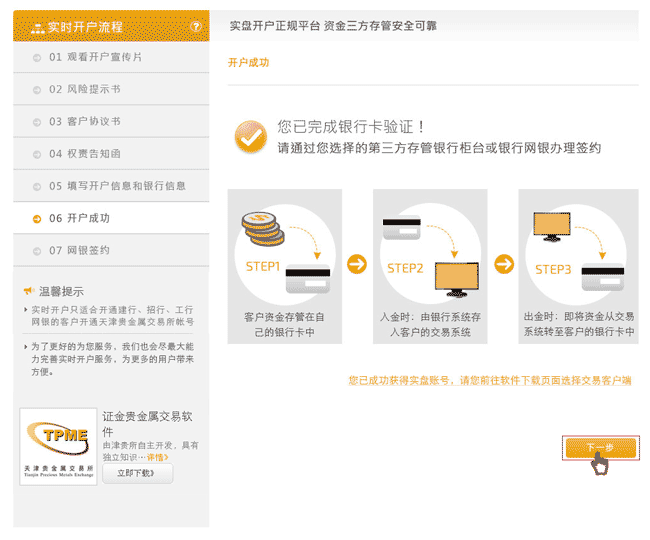 实时开户流程
?
01 观看开户宣传片
02 风险提示书
03 客户协议书
04 权责告知函
05 填写开户信息和银行信息
06 开户成功
07 网银签约
温馨提示
实时开户只适合开通建行、招行、工行
网银的客户开通天津贵金属交易所帐号
为了更好的为您服务，我们也会尽最大能
力完善实时开户服务，为更多的用户带来
方便。
TPME
天津贵金属交易所
Tianjin Precious Metals Exchange
证金贵金属交易软
件
由津贵所自主开发，具有
独立知识…详情》
立即下载》
实盘开户正规平台 资金三方存管安全可靠
开户成功
您已完成银行卡验证！
请通过您选择的第三方存管银行柜台或银行网银办理签约
STEP1
客户资金存管在自
己的银行卡中
STEP2
入金时：由银行系统存
入客户的交易系统
STEP3
出金时：即将资金从交易
系统转至客户的银行卡中
您已成功获得实盘账号，请您前往软件下载页面选择交易客户端
下一步